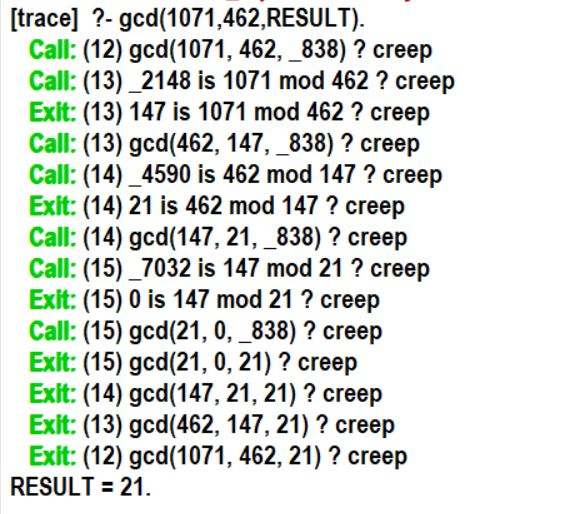 [trace]  ?- gcd(1071,462,RESULT).
Call: (12) gcd(1071, 462, _838) ? creep
Call: (13) _2148 is 1071 mod 462 ? creep
Exit: (13) 147 is 1071 mod 462 ? creep
Call: (13) gcd(462, 147, _838) ? creep
Call: (14) _4590 is 462 mod 147 ? creep
Exit: (14) 21 is 462 mod 147 ? creep
Call: (14) gcd(147, 21, _838) ? creep
Call: (15) _7032 is 147 mod 21 ? creep
Exit: (15) 0 is 147 mod 21 ? creep
Call: (15) gcd(21, 0, _838) ? creep
Exit: (15) gcd(21, 0, 21) ? creep
Exit: (14) gcd(147, 21, 21) ? creep
Exit: (13) gcd(462, 147, 21) ? creep
Exit: (12) gcd(1071, 462, 21) ? creep
RESULT = 21.